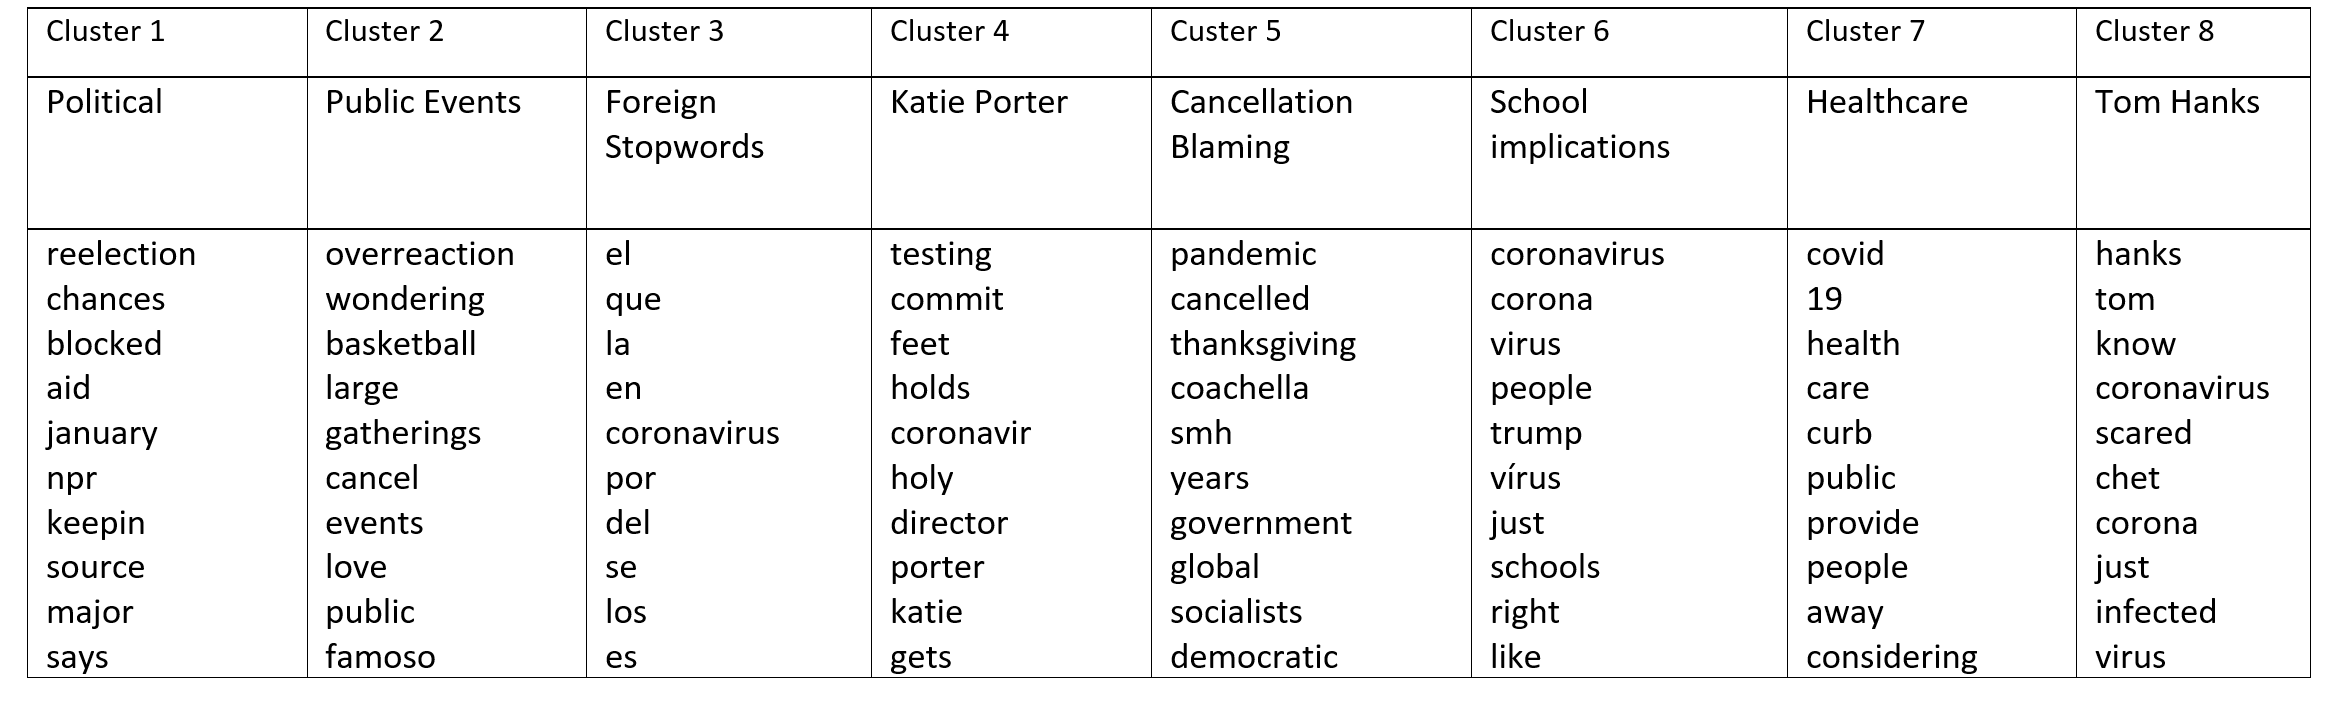 Cluster 1 Cluster 2 Cluster 3 Cluster 4 Custer 5 Cluster 6 Cluster 7 Cluster 8
Political Public Events Foreign Katie Porter Cancellation School Healthcare Tom Hanks
Stopwords Blaming implications
reelection overreaction el testing pandemic coronavirus covid hanks
chances wondering que commit cancelled corona 19 tom
blocked basketball la feet thanksgiving virus health know
aid large en holds coachella people care coronavirus
january gatherings coronavirus coronavir smh trump curb scared
npr cancel por holy years vírus public chet
keepin events del director government just provide corona
source love se porter global schools people just
major public los katie socialists right away infected
says famoso es gets democratic like considering virus